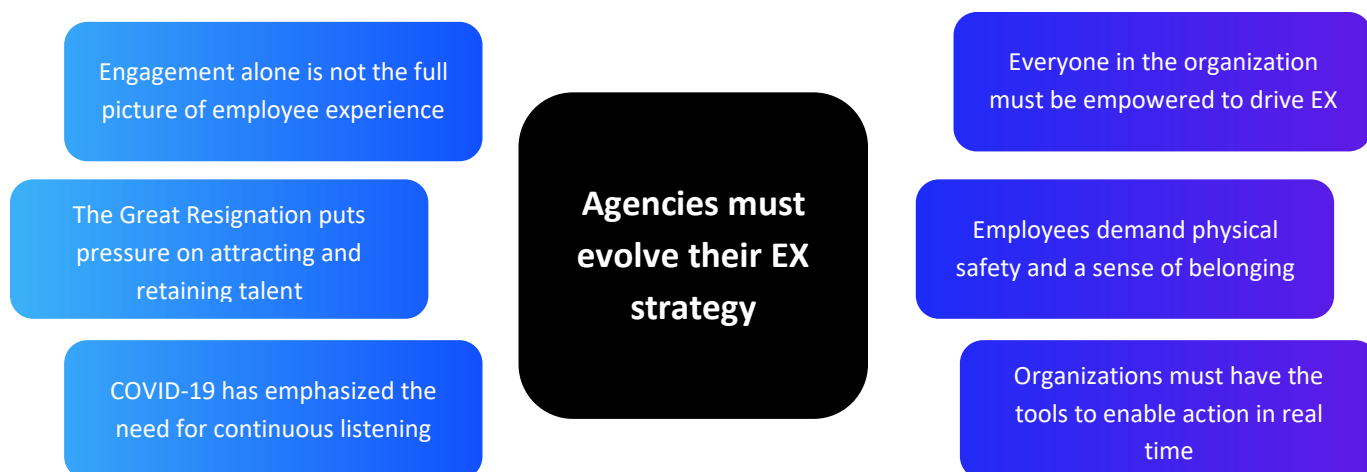 Engagement alone is not the full
picture of employee experience
The Great Resignation puts
pressure on attracting and
retaining talent
COVID-19 has emphasized the
need for continuous listening
Agencies must
evolve their EX
strategy
Everyone in the organization
must be empowered to drive EX
Employees demand physical
safety and a sense of belonging
Organizations must have the
tools to enable action in real
time